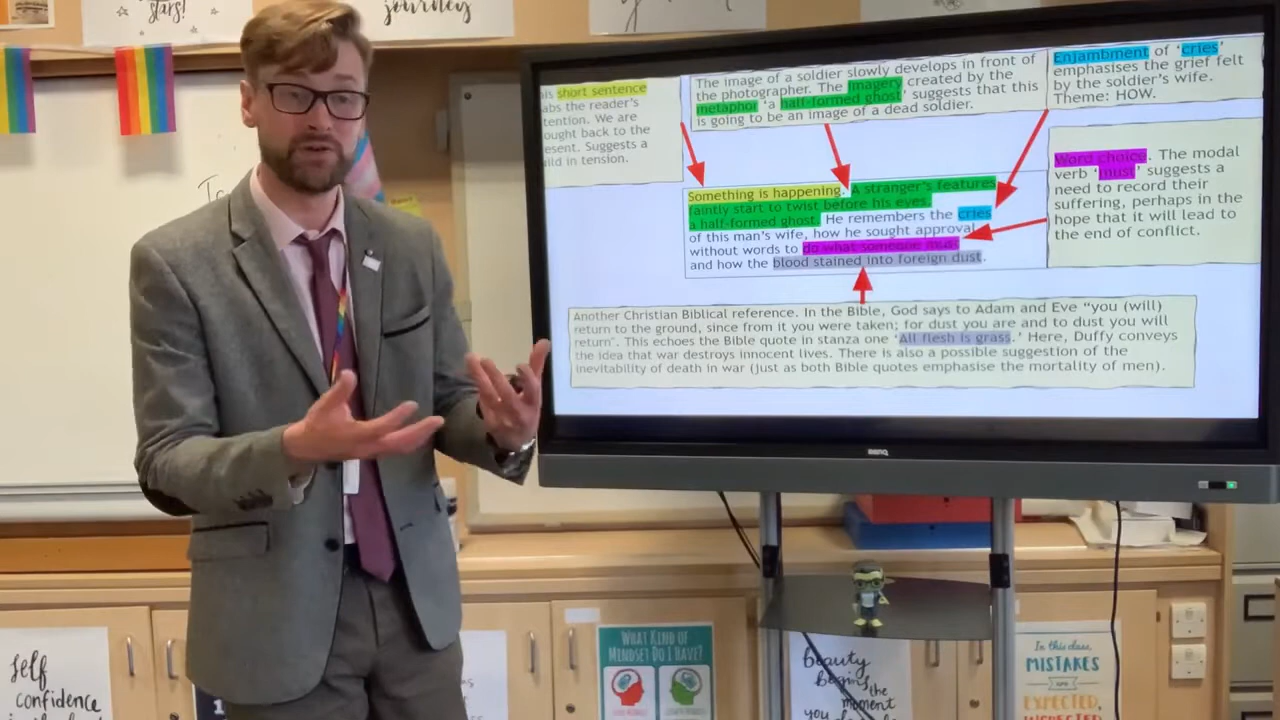 stars!
journey
his short sentence
abs the reader's
tention. We are
ought back to the
esent. Suggests a
ild in tension.
The image of a soldier slowly develops in front of
the photographer. The imagery created by the
metaphor 'a half-formed ghost' suggests that this
is going to be an image of a dead soldier.
Enjambment of 'cries'
emphasises the grief felt
by the soldier's wife.
Theme: HOW.
Word choice. The modal
verb 'must' suggests a
need to record their
suffering, perhaps in the
hope that it will lead to
the end of conflict.
Something is happening. A stranger's features
faintly start to twist before his eyes,
a half-formed ghost. He remembers the cries
of this man's wife, how he sought approval
without words to do what someone must
and how the blood stained into foreign dust.
Another Christian Biblical reference. In the Bible, God says to Adam and Eve "you (will)
return to the ground, since from it you were taken; for dust you are and to dust you will
return". This echoes the Bible quote in stanza one 'All flesh is grass.' Here, Duffy conveys
the idea that war destroys innocent lives. There is also a possible suggestion of the
inevitability of death in war (just as both Bible quotes emphasise the mortality of men).
BenQ
self
confidence
WHAT KIND OF
MINDSET DO I HAVE?
beauty
begins
the
moment
you
In this class
MISTAKES
are
EXPECTED,
INSPECTED